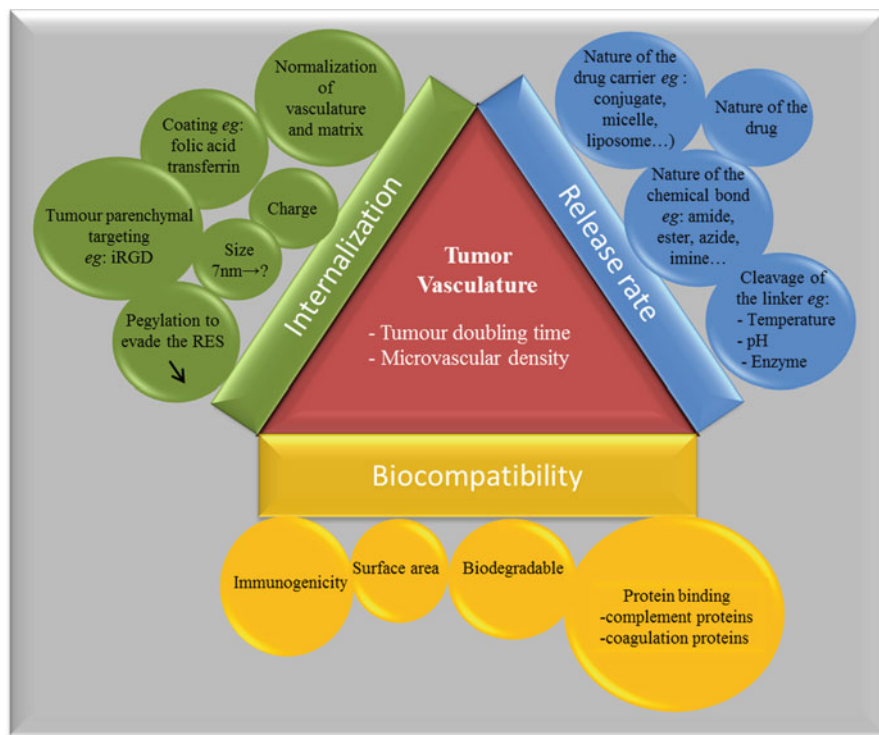 Normalization
of
vasculature
and matrix
Coating eg:
folic acid
transferrin
Charge
Tumour parenchymal
targeting
eg: iRGD
Size
7nm→?
Pegylation to
evade the RES
↘
Internalization
Nature of the
drug carrier eg :
conjugate,
micelle,
liposome…)
Nature of
the drug
Nature of the
chemical bond
eg: amide,
ester, azide,
imine…
Cleavage of
the linker eg:
- Temperature
- pH
- Enzyme
Release rate
Tumor
Vasculature
- Tumour doubling time
- Microvascular density
Biocompatibility
Immunogenicity
Surface area
Biodegradable
Protein binding
-complement proteins
-coagulation proteins